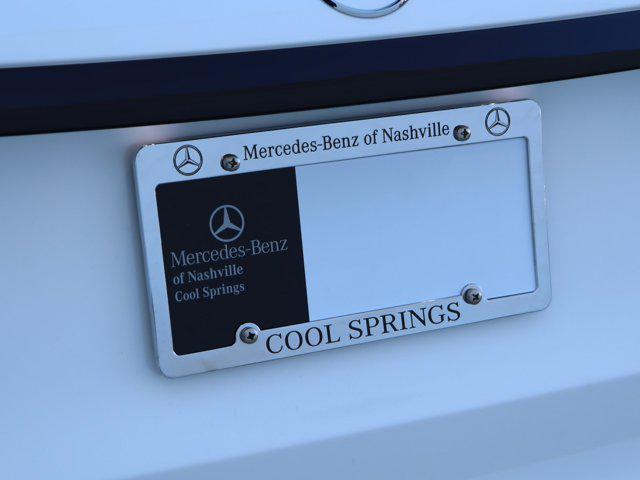 Mercedes-Benz of Nashville
Mercedes-Benz
of Nashville
Cool Springs
COOL SPRINGS